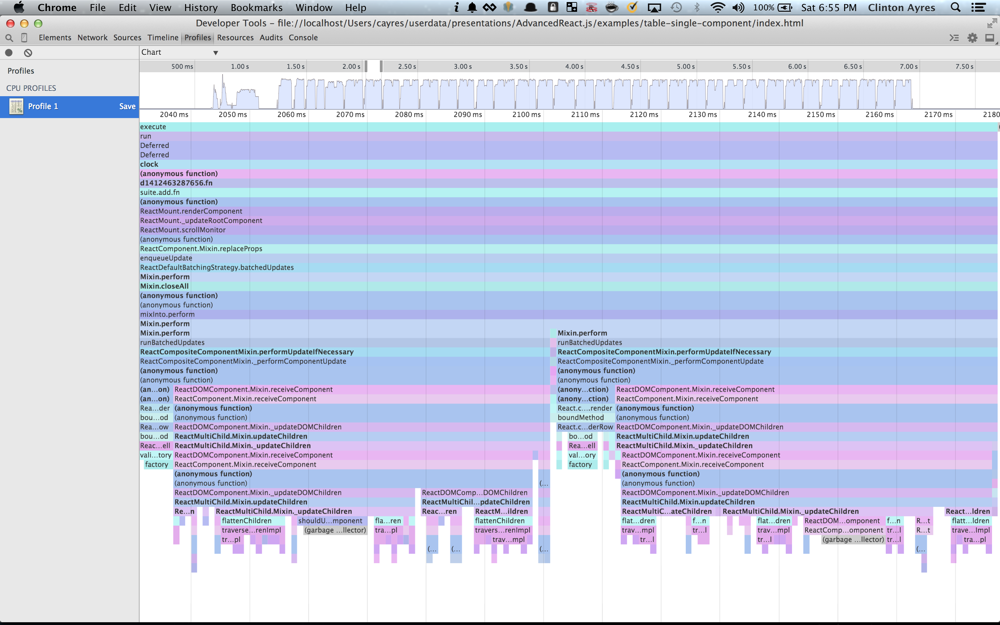 Chrome File Edit View History Bookmarks Window Help 100% Sat 6:55 PM Clinton Ayres
Developer Tools - file://localhost/Users/cayres/userdata/presentations/AdvancedReact.js/examples/table-single-component/index.html
Elements Network Sources Timeline Profiles Resources Audits Console
Chart ▼
Profiles
CPU PROFILES
Profile 1 Save
500 ms 1.00 s 1.50 s 2.00 s 2.50 s 3.00 s 3.50 s 4.00 s 4.50 s 5.00 s 5.50 s 6.00 s 6.50 s 7.00 s 7.50 s
2040 ms 2050 ms 2060 ms 2070 ms 2080 ms 2090 ms 2100 ms 2110 ms 2120 ms 2130 ms 2140 ms 2150 ms 2160 ms 2170 ms 2180
execute
run
Deferred
Deferred
clock
(anonymous function)
d1412463287656.fn
suite.add.fn
(anonymous function)
ReactMount.renderComponent
ReactMount._updateRootComponent
ReactMount.scrollMonitor
(anonymous function)
ReactComponent.Mixin.replaceProps
enqueueUpdate
ReactDefaultBatchingStrategy.batchedUpdates
Mixin.perform
Mixin.closeAll
(anonymous function)
(anonymous function)
mixInto.perform
Mixin.perform
Mixin.perform Mixin.perform
runBatchedUpdates runBatchedUpdates
ReactCompositeComponentMixin.performUpdateIfNecessary ReactCompositeComponentMixin.performUpdateIfNecessary
ReactCompositeComponentMixin._performComponentUpdate ReactCompositeComponentMixin._performComponentUpdate
(anonymous function) (anonymous function)
(anonymous function) (anonymous function)
(an...on) ReactDOMComponent.Mixin.receiveComponent (anony...ction) ReactDOMComponent.Mixin.receiveComponent
(an...on) ReactComponent.Mixin.receiveComponent (anony...ction) ReactComponent.Mixin.receiveComponent
Rea...der (anonymous function) React.c....render (anonymous function)
bou...od (anonymous function) boundMethod (anonymous function)
Rea...ow ReactDOMComponent.Mixin._updateDOMChildren React.c...derRow ReactDOMComponent.Mixin._updateDOMChildren
bou...od ReactMultiChild.Mixin.updateChildren bo...od ReactMultiChild.Mixin.updateChildren
Reac...ell ReactMultiChild.Mixin._updateChildren Rea...ell ReactMultiChild.Mixin._updateChildren
vali...tory ReactDOMComponent.Mixin.receiveComponent val...ory ReactDOMComponent.Mixin.receiveComponent
factory ReactComponent.Mixin.receiveComponent factory ReactComponent.Mixin.receiveComponent
(anonymous function) (anonymous function)
(anonymous function) (... (anonymous function)
ReactDOMComponent.Mixin._updateDOMChildren ReactDOMComp...DOMChildren ReactDOMComponent.Mixin._updateDOMChildren
ReactMultiChild.Mixin.updateChildren ReactMultiChil...pdateChildren ReactMultiChild.Mixin.updateChildren
Re...n ReactMultiChild.Mixin._updateChildren Reac...ren ReactM...ildren ReactMultiC...ateChildren ReactMultiChild.Mixin._updateChildren React...ldren
flattenChildren shouldU...mponent fla...ren flattenChildren flat...dren f...n flat...dren ReactDOM...omponent f...n R...t flatt...ldren
traverse...renImpl (garbage ...llector) tra...pl travers...renImpl trav...mpl tr...l trav...mpl ReactComp...omponent tr...l R...t trave...Impl
tr...pl trav...mpl tr...l tr...l (garbage ...llector) tr...l tra...pl
(... (... (... (...